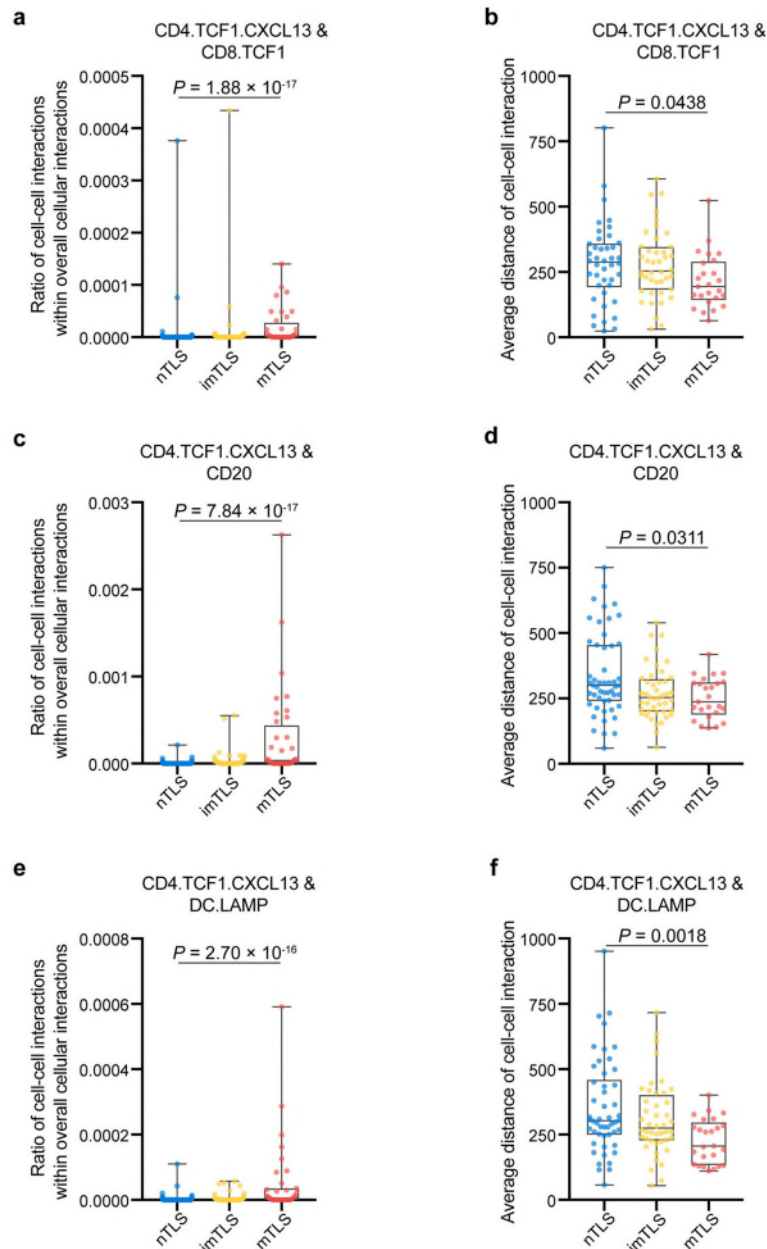 a
CD4.TCF1.CXCL13 &
CD8.TCF1
Ratio of cell-cell interactions
within overall cellular interactions
0.0005
0.0004
0.0003
0.0002
0.0001
0.0000
P = 1.88 × 10-17
nTLS
imTLS
mTLS
b
CD4.TCF1.CXCL13 &
CD8.TCF1
Average distance of cell-cell interaction
1000
750
500
250
0
P = 0.0438
nTLS
imTLS
mTLS
c
CD4.TCF1.CXCL13 &
CD20
Ratio of cell-cell interactions
within overall cellular interactions
0.003
0.002
0.001
0.000
P = 7.84 × 10-17
nTLS
imTLS
mTLS
d
CD4.TCF1.CXCL13 &
CD20
Average distance of cell-cell interaction
1000
750
500
250
0
P = 0.0311
nTLS
imTLS
mTLS
e
CD4.TCF1.CXCL13 &
DC.LAMP
Ratio of cell-cell interactions
within overall cellular interactions
0.0008
0.0006
0.0004
0.0002
0.0000
P = 2.70 × 10-16
nTLS
imTLS
mTLS
f
CD4.TCF1.CXCL13 &
DC.LAMP
Average distance of cell-cell interaction
1000
750
500
250
0
P = 0.0018
nTLS
imTLS
mTLS